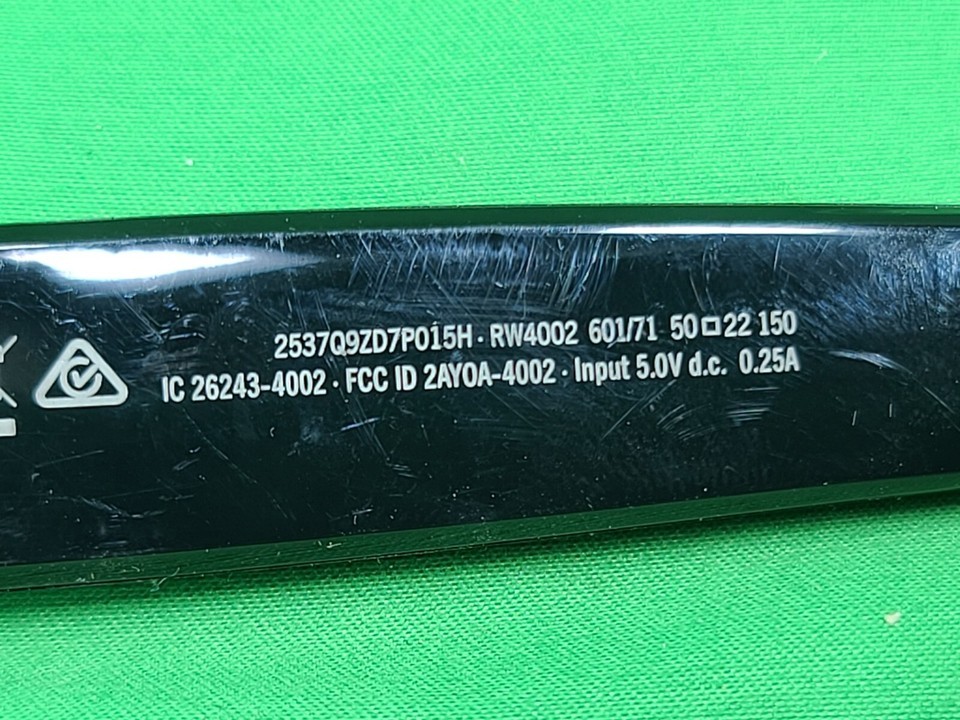 2537Q9ZD7P015H · RW4002 601/71 50□22 150
IC 26243-4002 · FCC ID 2AYOA-4002 · Input 5.0V d.c. 0.25A